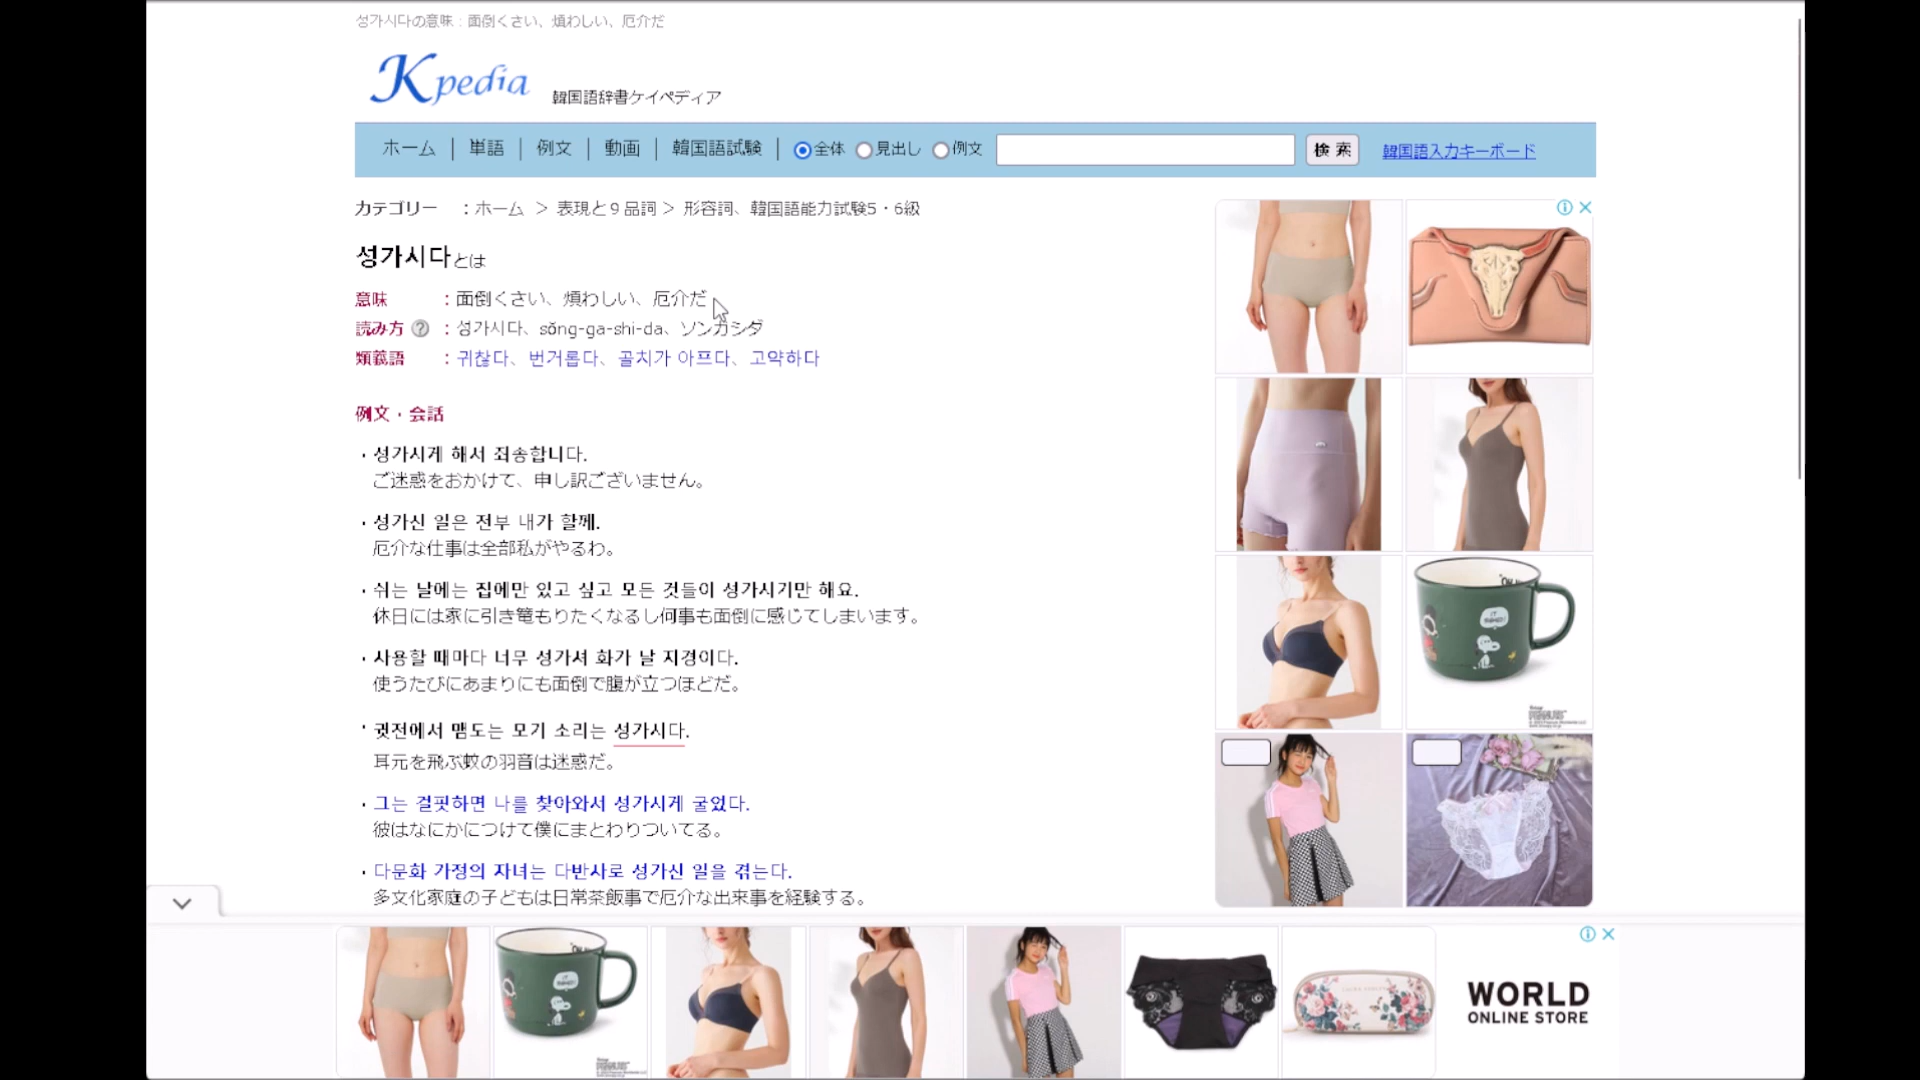 성가시다の意味：面倒くさい、煩わしい、厄介だ
Kpedia 韓国語辞書ケイペディア
ホーム | 単語 | 例文 | 動画 | 韓国語試験 | 全体 見出し 例文 検索 韓国語入力キーボード
カテゴリー ：ホーム > 表現と９品詞 > 形容詞、韓国語能力試験5・6級
성가시다とは
意味 ：面倒くさい、煩わしい、厄介だ
読み方 ? ：성가시다、sŏng-ga-shi-da、ソンガシダ
類義語 ：귀찮다、번거롭다、골치가 아프다、고약하다
例文・会話
・성가시게 해서 죄송합니다.
ご迷惑をおかけて、申し訳ございません。
・성가신 일은 전부 내가 할께.
厄介な仕事は全部私がやるわ。
・쉬는 날에는 집에만 있고 싶고 모든 것들이 성가시기만 해요.
休日には家に引き篭もりたくなるし何事も面倒に感じてしまいます。
・사용할 때마다 너무 성가셔 화가 날 지경이다.
使うたびにあまりにも面倒で腹が立つほどだ。
・귓전에서 맴도는 모기 소리는 성가시다.
耳元を飛ぶ蚊の羽音は迷惑だ。
・그는 걸핏하면 나를 찾아와서 성가시게 굴었다.
彼はなにかにつけて僕にまとわりついてる。
・다문화 가정의 자녀는 다반사로 성가신 일을 겪는다.
多文化家庭の子どもは日常茶飯事で厄介な出来事を経験する。
WORLD
ONLINE STORE